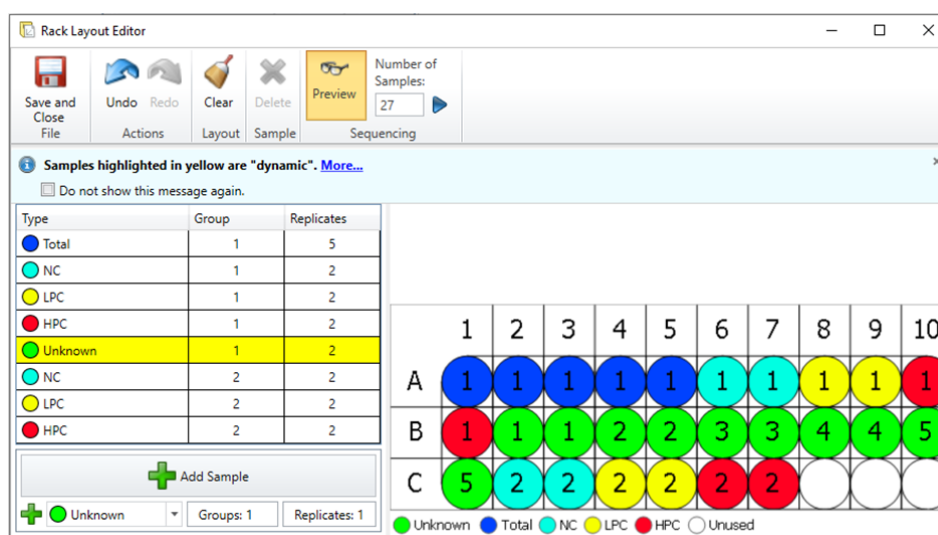 Rack Layout Editor
Number of
Samples:
Save and
Close
Undo Redo Clear Delete Preview 27
File Actions Layout Sample Sequencing
Samples highlighted in yellow are "dynamic". More...
Do not show this message again.
Type Group Replicates
Total 1 5
NC 1 2
LPC 1 2
HPC 1 2
Unknown 1 2
NC 2 2
LPC 2 2
HPC 2 2
Add Sample
Unknown Groups: 1 Replicates: 1
1 2 3 4 5 6 7 8 9 10
A 1 1 1 1 1 1 1 1 1 1
B 1 1 1 2 2 3 3 4 4 5
C 5 2 2 2 2 2 2
Unknown Total NC LPC HPC Unused